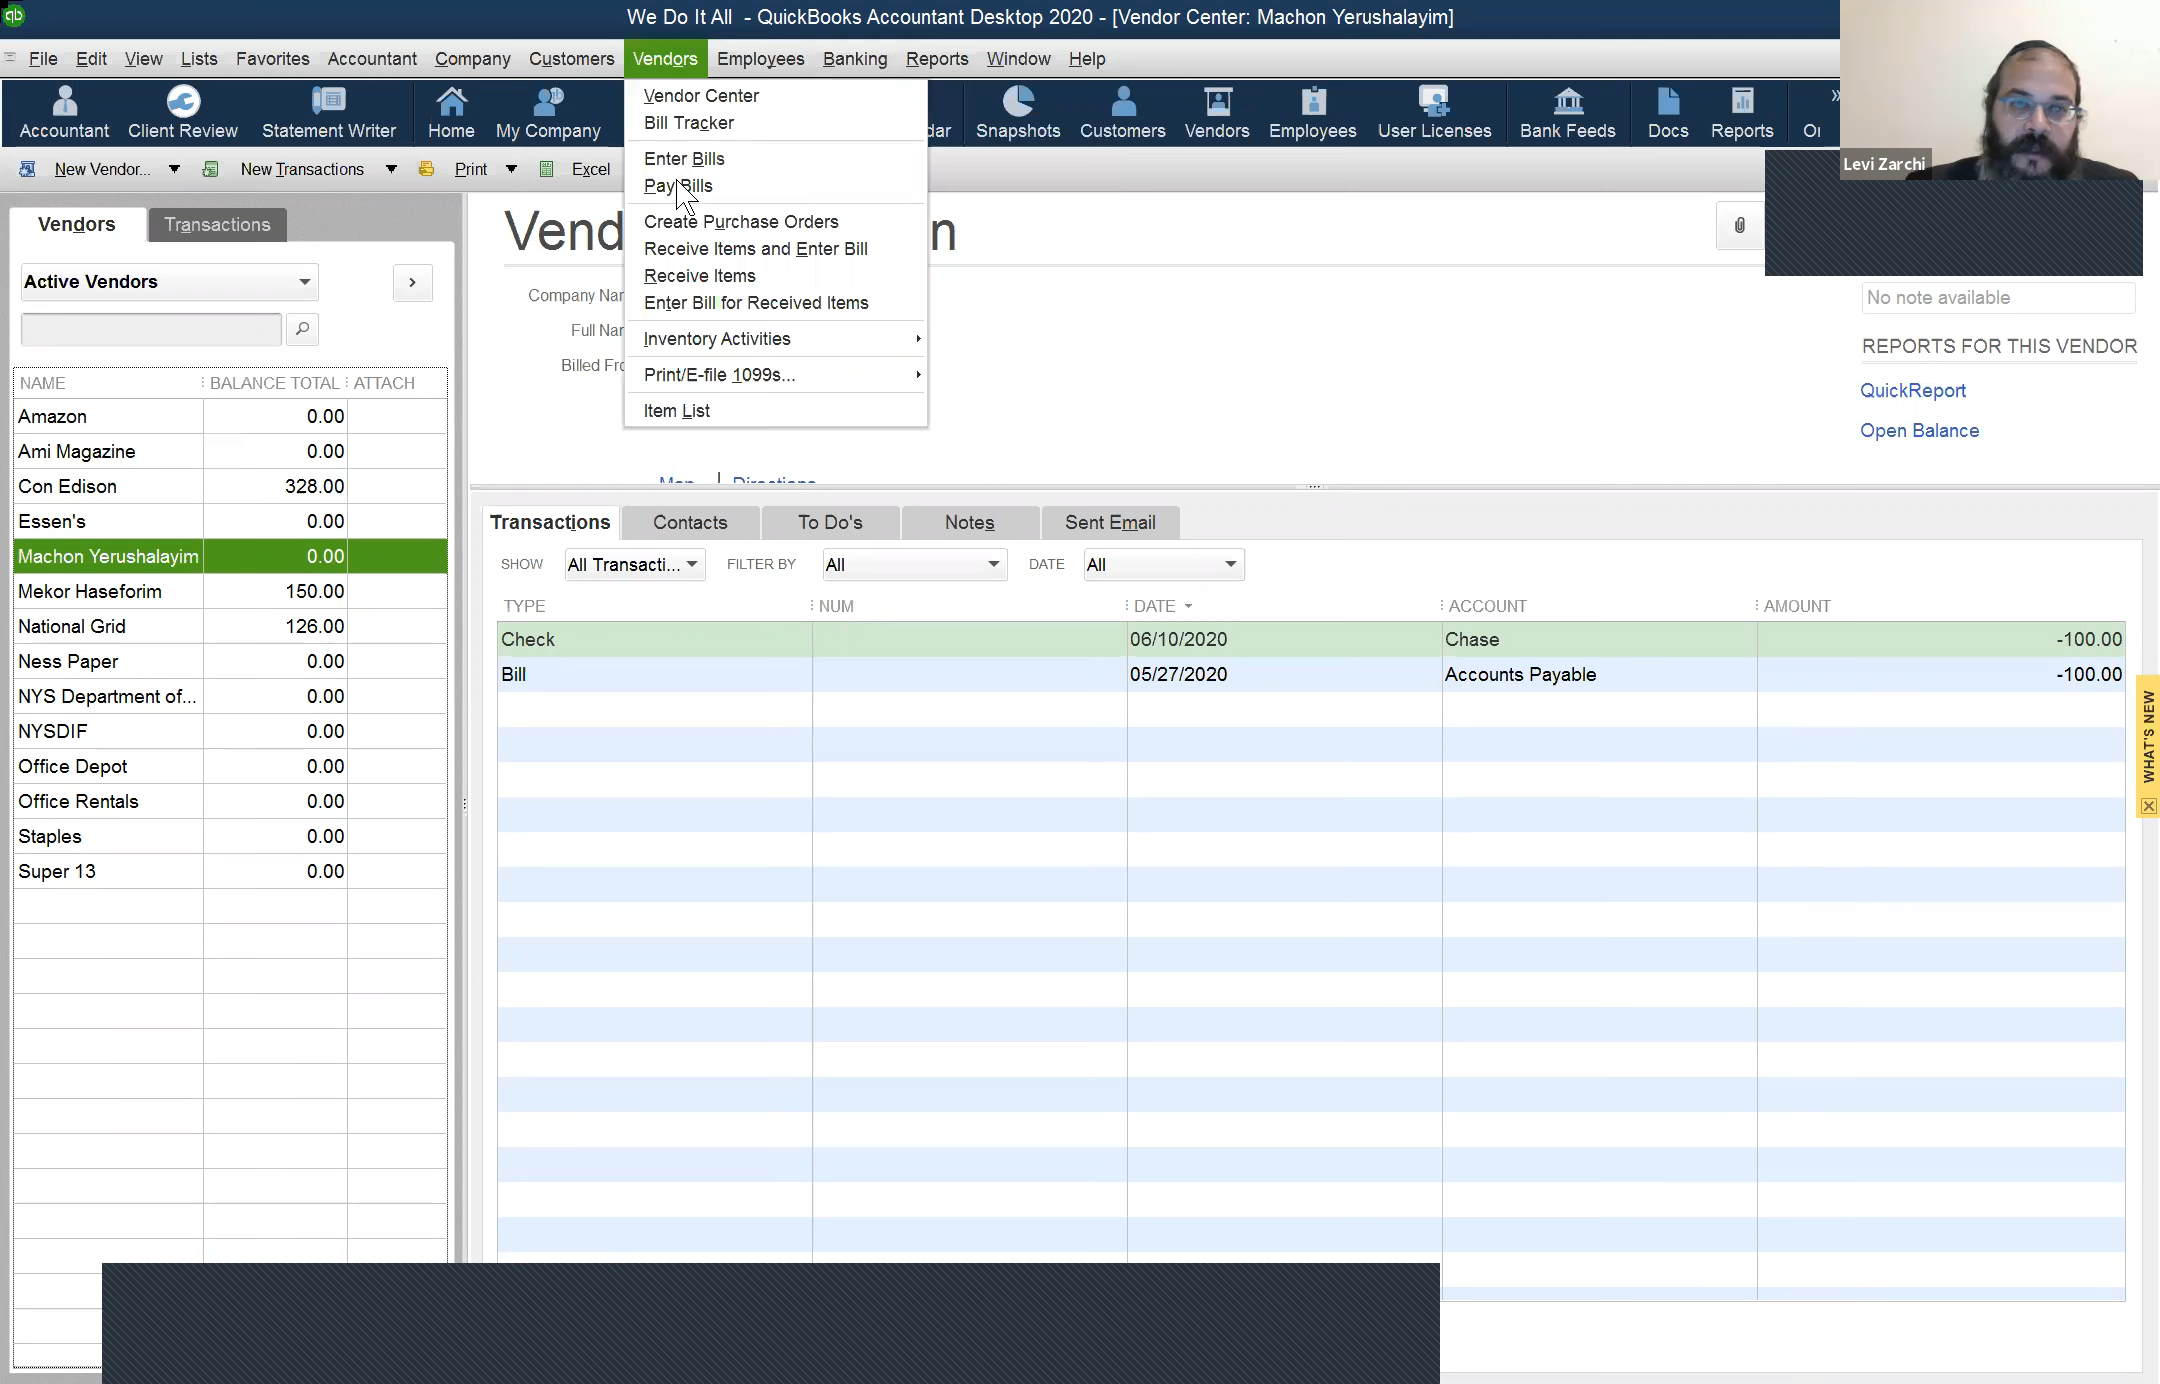 We Do It All - QuickBooks Accountant Desktop 2020 - [Vendor Center: Machon Yerushalayim]
File Edit View Lists Favorites Accountant Company Customers Vendors Employees Banking Reports Window Help
Accountant Client Review Statement Writer Home My Company dar Snapshots Customers Vendors Employees User Licenses Bank Feeds Docs Reports »
Levi Zarchi
New Vendor... New Transactions Print Excel
Vendor Center
Bill Tracker
Enter Bills
Pay Bills
Create Purchase Orders
Receive Items and Enter Bill
Receive Items
Enter Bill for Received Items
Inventory Activities
Print/E-file 1099s...
Item List
Vendors Transactions
Active Vendors
NAME BALANCE TOTAL ATTACH
Amazon 0.00
Ami Magazine 0.00
Con Edison 328.00
Essen's 0.00
Machon Yerushalayim 0.00
Mekor Haseforim 150.00
National Grid 126.00
Ness Paper 0.00
NYS Department of... 0.00
NYSDIF 0.00
Office Depot 0.00
Office Rentals 0.00
Staples 0.00
Super 13 0.00
Vend n
Company Nar
Full Nar
Billed Fro
Map | Directions
No note available
REPORTS FOR THIS VENDOR
QuickReport
Open Balance
Transactions Contacts To Do's Notes Sent Email
SHOW All Transacti... FILTER BY All DATE All
TYPE NUM DATE ACCOUNT AMOUNT
Check 06/10/2020 Chase -100.00
Bill 05/27/2020 Accounts Payable -100.00
WHAT'S NEW